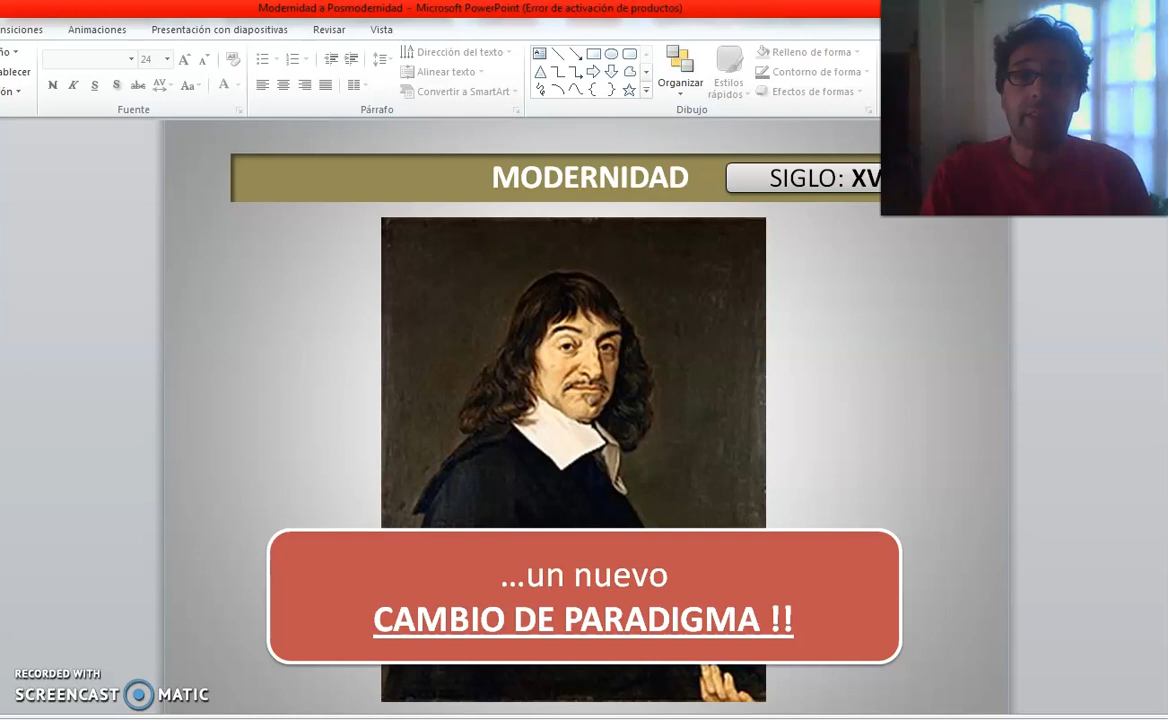 Modernidad a Posmodernidad - Microsoft PowerPoint (Error de activación de productos)
nsiciones Animaciones Presentación con diapositivas Revisar Vista
ño
ablecer
ón
24
Fuente
Dirección del texto
Alinear texto
Convertir a SmartArt
Párrafo
Organizar
Estilos
rápidos
Relleno de forma
Contorno de forma
Efectos de formas
Dibujo
MODERNIDAD
SIGLO: XV
...un nuevo
CAMBIO DE PARADIGMA !!
RECORDED WITH
SCREENCAST MATIC